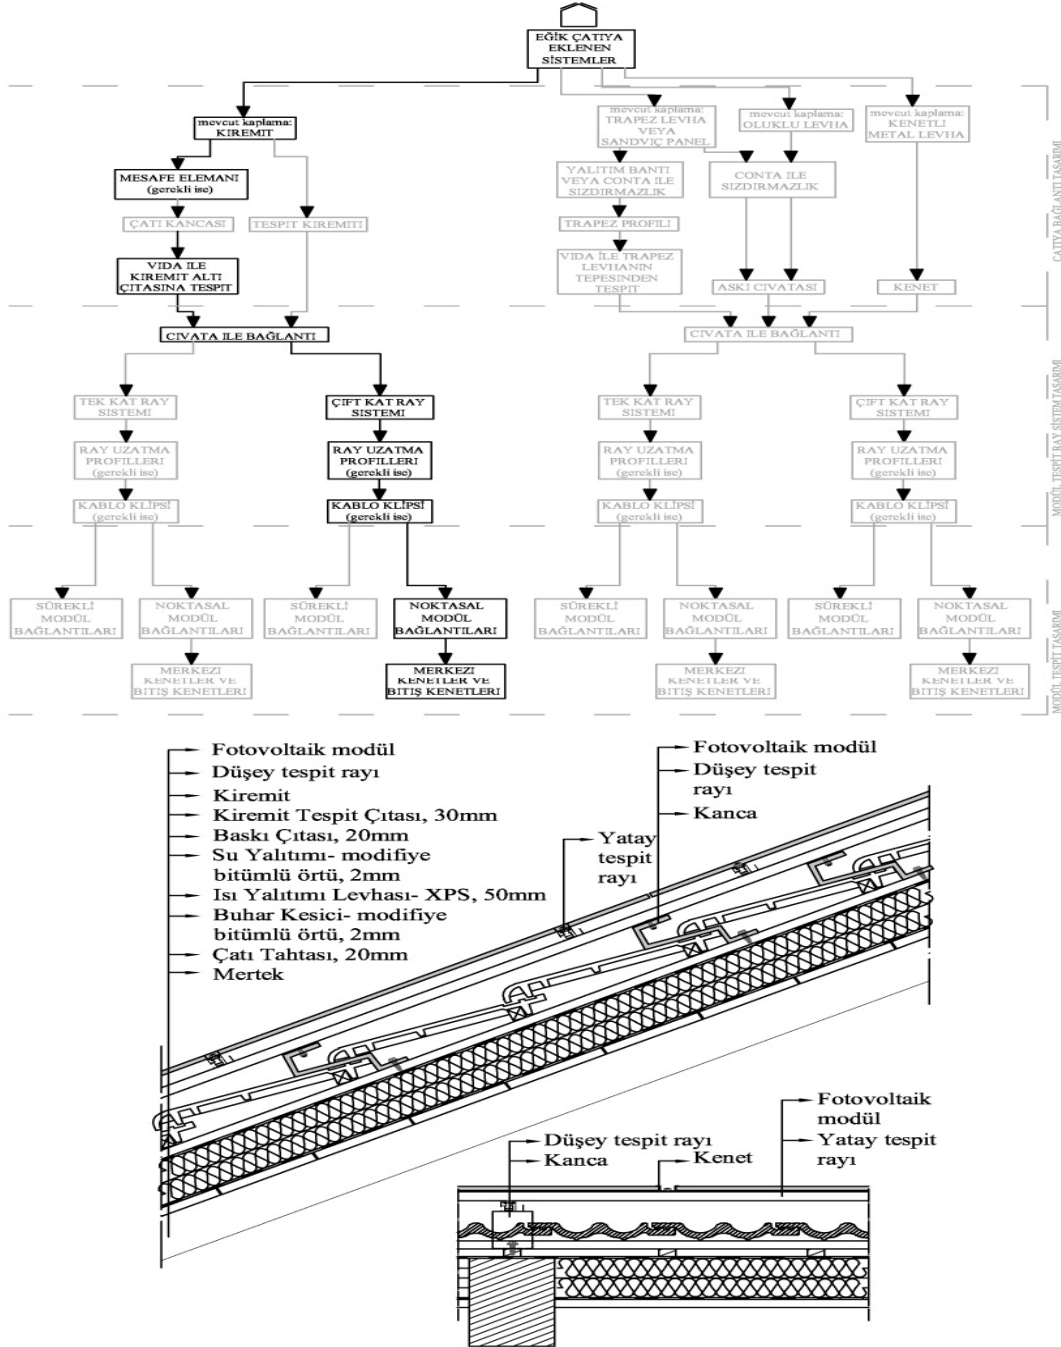 EĞİK ÇATIYA
EKLENEN
SİSTEMLER
mevcut kaplama:
KİREMİT
mevcut kaplama:
TRAPEZ LEVHA
VEYA
SANDVİÇ PANEL
mevcut kaplama:
OLUKLU LEVHA
mevcut kaplama:
KENETLİ
METAL LEVHA
MESAFE ELEMANI
(gerekli ise)
YALITIM BANTI
VEYA CONTA İLE
SIZDIRMAZLIK
CONTA İLE
SIZDIRMAZLIK
ÇATI KANCASI
TESPİT KİREMİTİ
TRAPEZ PROFİLİ
VİDA İLE
KİREMİT ALTI
ÇITASINA TESPİT
VİDA İLE TRAPEZ
LEVHANIN
TEPESİNDEN
TESPİT
ASKI CIVATASI
KENET
ÇATIYA BAĞLANTI TASARIMI
CIVATA İLE BAĞLANTI
CIVATA İLE BAĞLANTI
TEK KAT RAY
SİSTEMİ
ÇİFT KAT RAY
SİSTEMİ
TEK KAT RAY
SİSTEMİ
ÇİFT KAT RAY
SİSTEMİ
RAY UZATMA
PROFİLLERİ
(gerekli ise)
RAY UZATMA
PROFİLLERİ
(gerekli ise)
RAY UZATMA
PROFİLLERİ
(gerekli ise)
RAY UZATMA
PROFİLLERİ
(gerekli ise)
KABLO KLİPSİ
(gerekli ise)
KABLO KLİPSİ
(gerekli ise)
KABLO KLİPSİ
(gerekli ise)
KABLO KLİPSİ
(gerekli ise)
MODÜL TESPİT RAY SİSTEM TASARIMI
SÜREKLİ
MODÜL
BAĞLANTILARI
NOKTASAL
MODÜL
BAĞLANTILARI
SÜREKLİ
MODÜL
BAĞLANTILARI
NOKTASAL
MODÜL
BAĞLANTILARI
SÜREKLİ
MODÜL
BAĞLANTILARI
NOKTASAL
MODÜL
BAĞLANTILARI
SÜREKLİ
MODÜL
BAĞLANTILARI
NOKTASAL
MODÜL
BAĞLANTILARI
MERKEZİ
KENETLER VE
BİTİŞ KENETLERİ
MERKEZİ
KENETLER VE
BİTİŞ KENETLERİ
MERKEZİ
KENETLER VE
BİTİŞ KENETLERİ
MERKEZİ
KENETLER VE
BİTİŞ KENETLERİ
MODÜL TESPİT TASARIMI
Fotovoltaik modül
Düşey tespit rayı
Kiremit
Kiremit Tespit Çıtası, 30mm
Baskı Çıtası, 20mm
Su Yalıtımı- modifiye
bitümlü örtü, 2mm
Isı Yalıtımı Levhası- XPS, 50mm
Buhar Kesici- modifiye
bitümlü örtü, 2mm
Çatı Tahtası, 20mm
Mertek
Fotovoltaik modül
Düşey tespit
rayı
Kanca
Yatay
tespit
rayı
Düşey tespit rayı
Kanca
Kenet
Fotovoltaik
modül
Yatay tespit
rayı